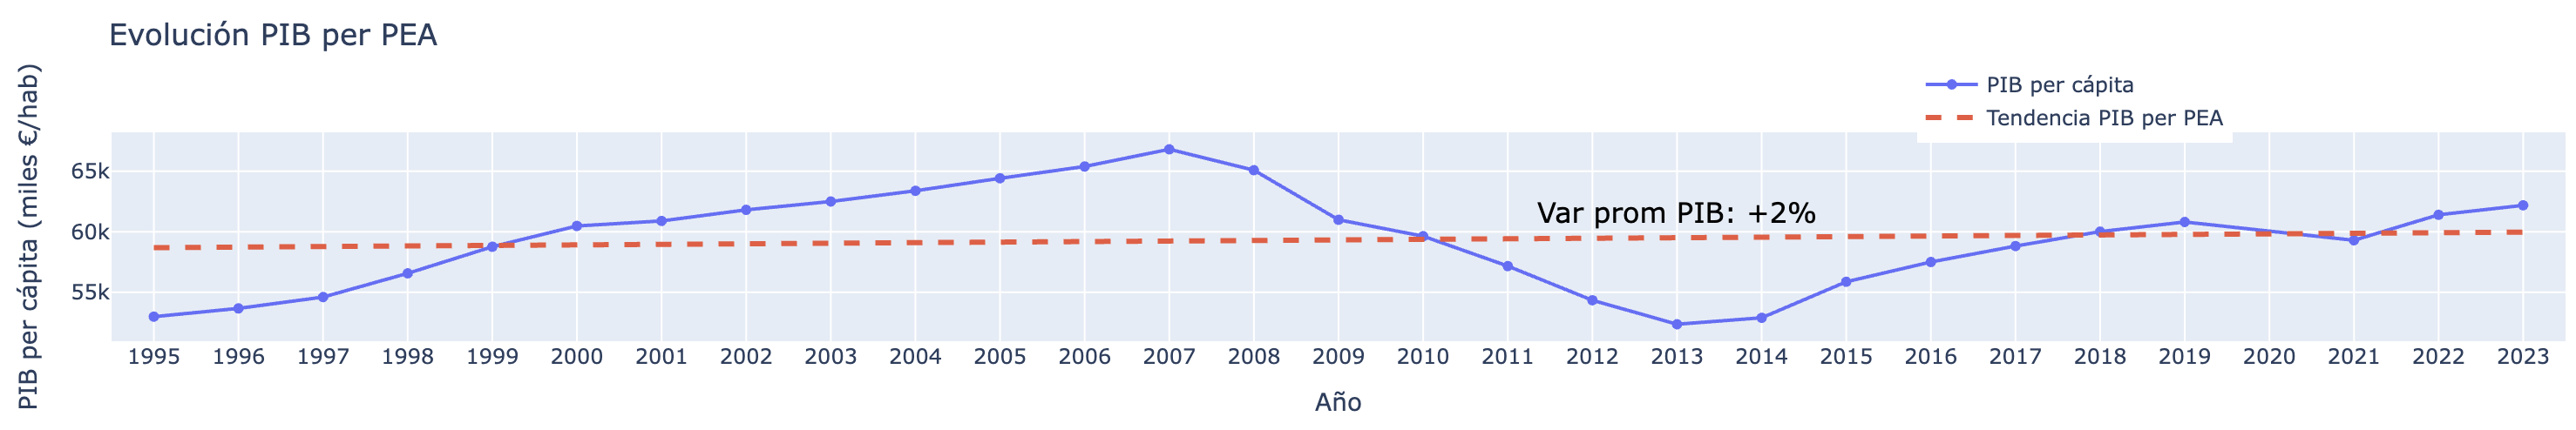 Evolución PIB per PEA
PIB per cápita
Tendencia PIB per PEA
PIB per cápita (miles €/hab)
65k
60k
55k
Var prom PIB: +2%
1995 1996 1997 1998 1999 2000 2001 2002 2003 2004 2005 2006 2007 2008 2009 2010 2011 2012 2013 2014 2015 2016 2017 2018 2019 2020 2021 2022 2023
Año